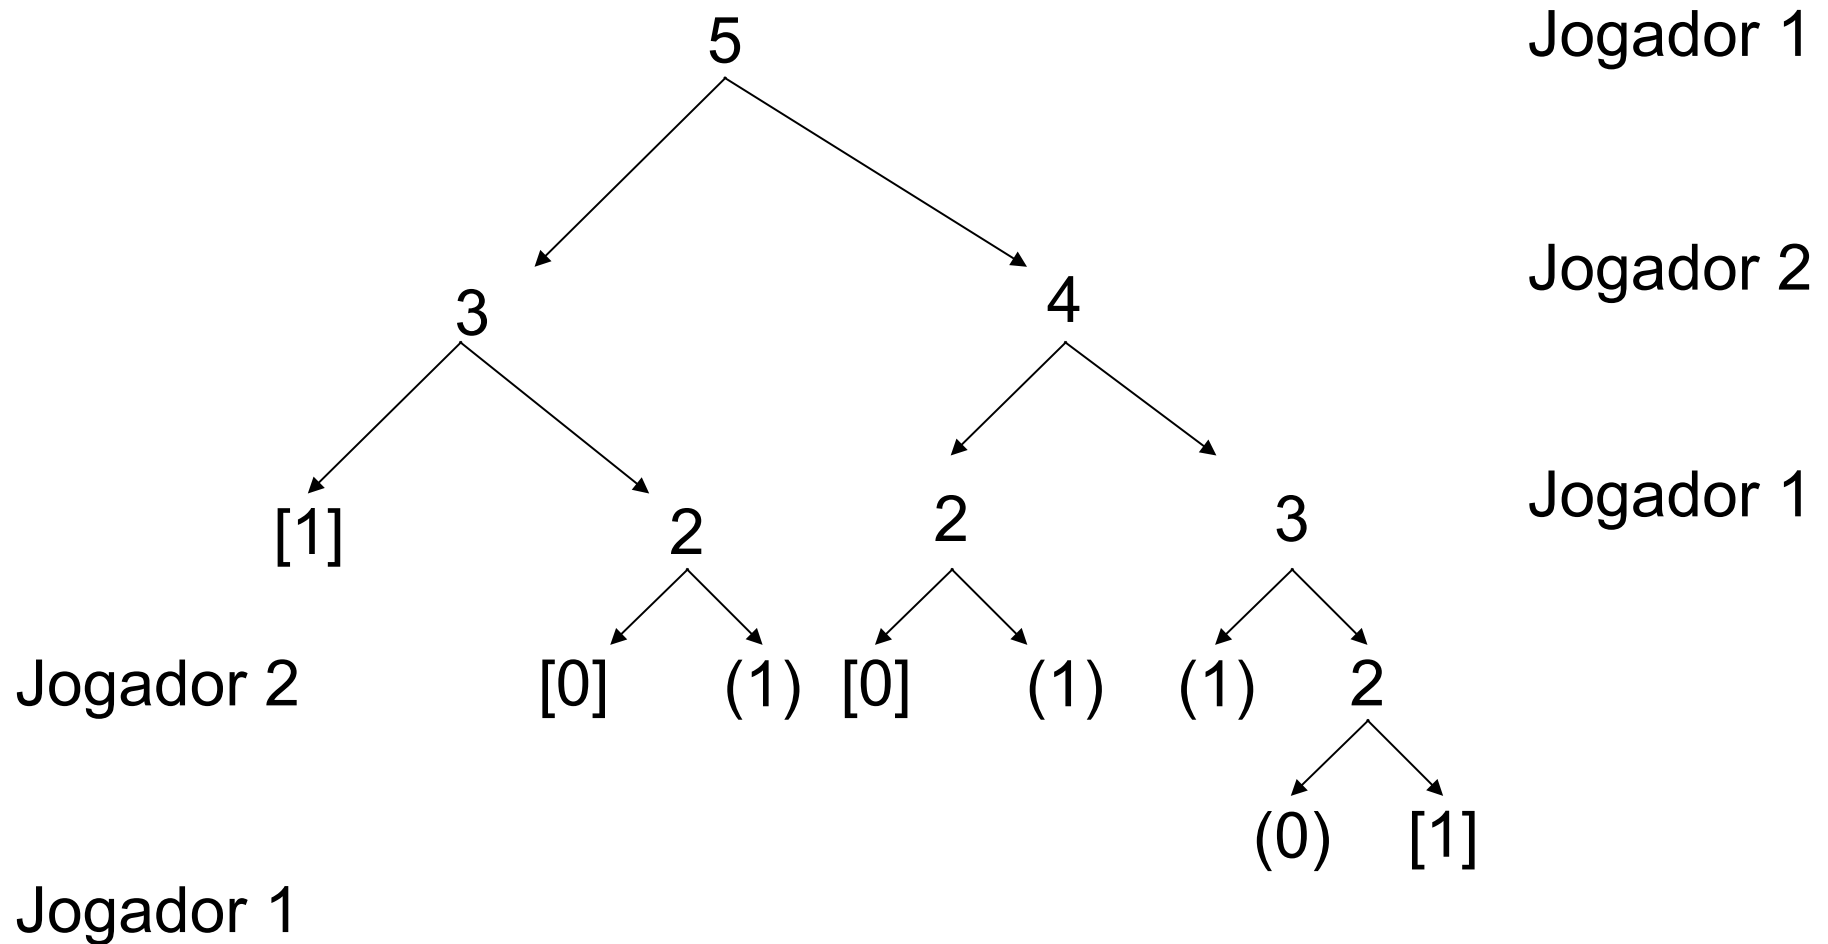 5 Jogador 1
3 4 Jogador 2
[1] 2 2 3 Jogador 1
Jogador 2 [0] (1) [0] (1) (1) 2
(0) [1]
Jogador 1